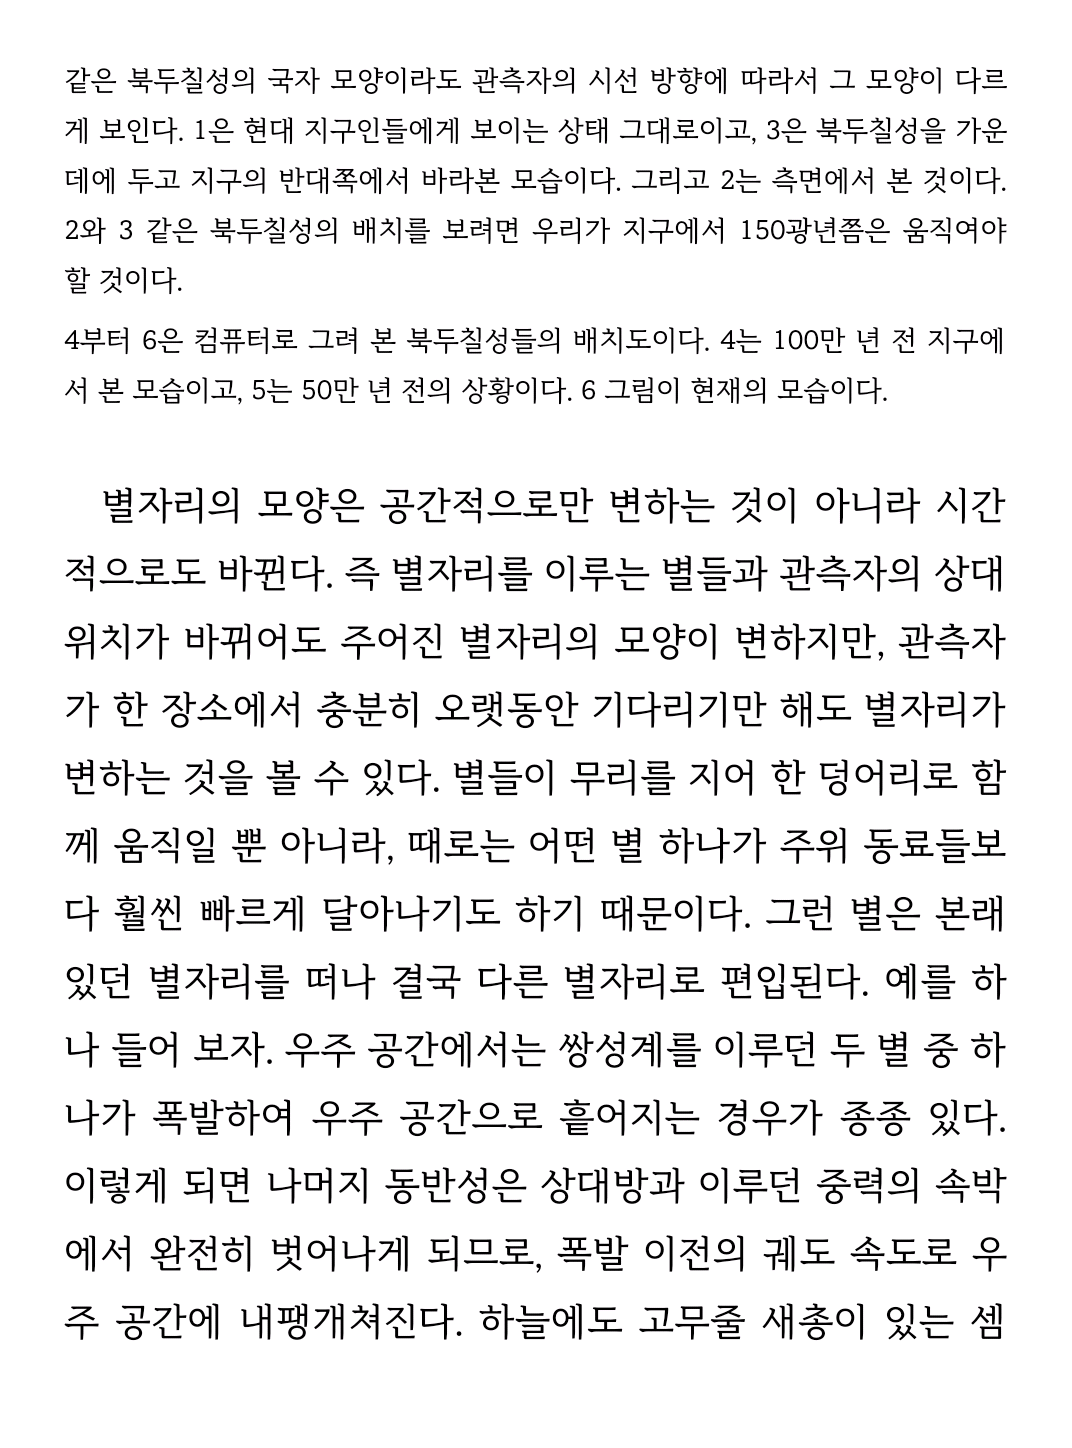 같은 북두칠성의 국자 모양이라도 관측자의 시선 방향에 따라서 그 모양이 다르
게 보인다. 1은 현대 지구인들에게 보이는 상태 그대로이고, 3은 북두칠성을 가운
데에 두고 지구의 반대쪽에서 바라본 모습이다. 그리고 2는 측면에서 본 것이다.
2와 3 같은 북두칠성의 배치를 보려면 우리가 지구에서 150광년쯤은 움직여야
할 것이다.
4부터 6은 컴퓨터로 그려 본 북두칠성들의 배치도이다. 4는 100만 년 전 지구에
서 본 모습이고, 5는 50만 년 전의 상황이다. 6 그림이 현재의 모습이다.
별자리의 모양은 공간적으로만 변하는 것이 아니라 시간
적으로도 바뀐다. 즉 별자리를 이루는 별들과 관측자의 상대
위치가 바뀌어도 주어진 별자리의 모양이 변하지만, 관측자
가 한 장소에서 충분히 오랫동안 기다리기만 해도 별자리가
변하는 것을 볼 수 있다. 별들이 무리를 지어 한 덩어리로 함
께 움직일 뿐 아니라, 때로는 어떤 별 하나가 주위 동료들보
다 훨씬 빠르게 달아나기도 하기 때문이다. 그런 별은 본래
있던 별자리를 떠나 결국 다른 별자리로 편입된다. 예를 하
나 들어 보자. 우주 공간에서는 쌍성계를 이루던 두 별 중 하
나가 폭발하여 우주 공간으로 흩어지는 경우가 종종 있다.
이렇게 되면 나머지 동반성은 상대방과 이루던 중력의 속박
에서 완전히 벗어나게 되므로, 폭발 이전의 궤도 속도로 우
주 공간에 내팽개쳐진다. 하늘에도 고무줄 새총이 있는 셈